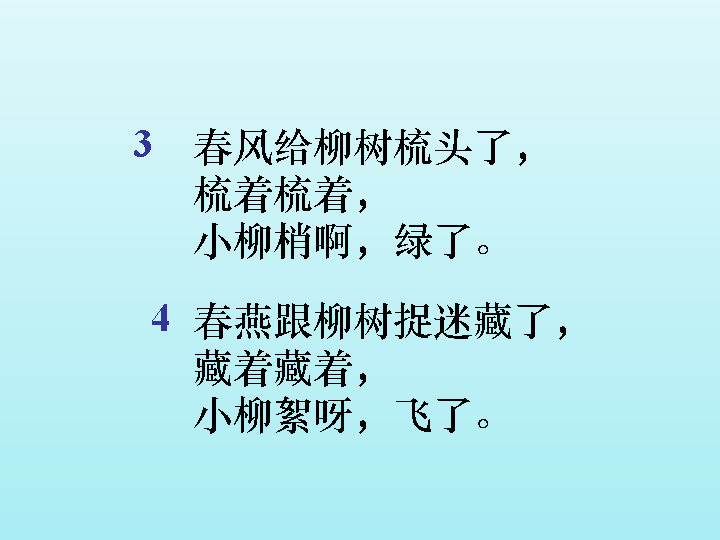 3 春风给柳树梳头了，
梳着梳着，
小柳梢啊，绿了。
4 春燕跟柳树捉迷藏了，
藏着藏着，
小柳絮呀，飞了。